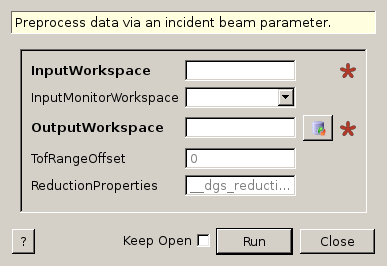 Preprocess data via an incident beam parameter.
InputWorkspace
InputMonitorWorkspace
OutputWorkspace
TofRangeOffset 0
ReductionProperties __dgs_reducti...
? Keep Open Run Close